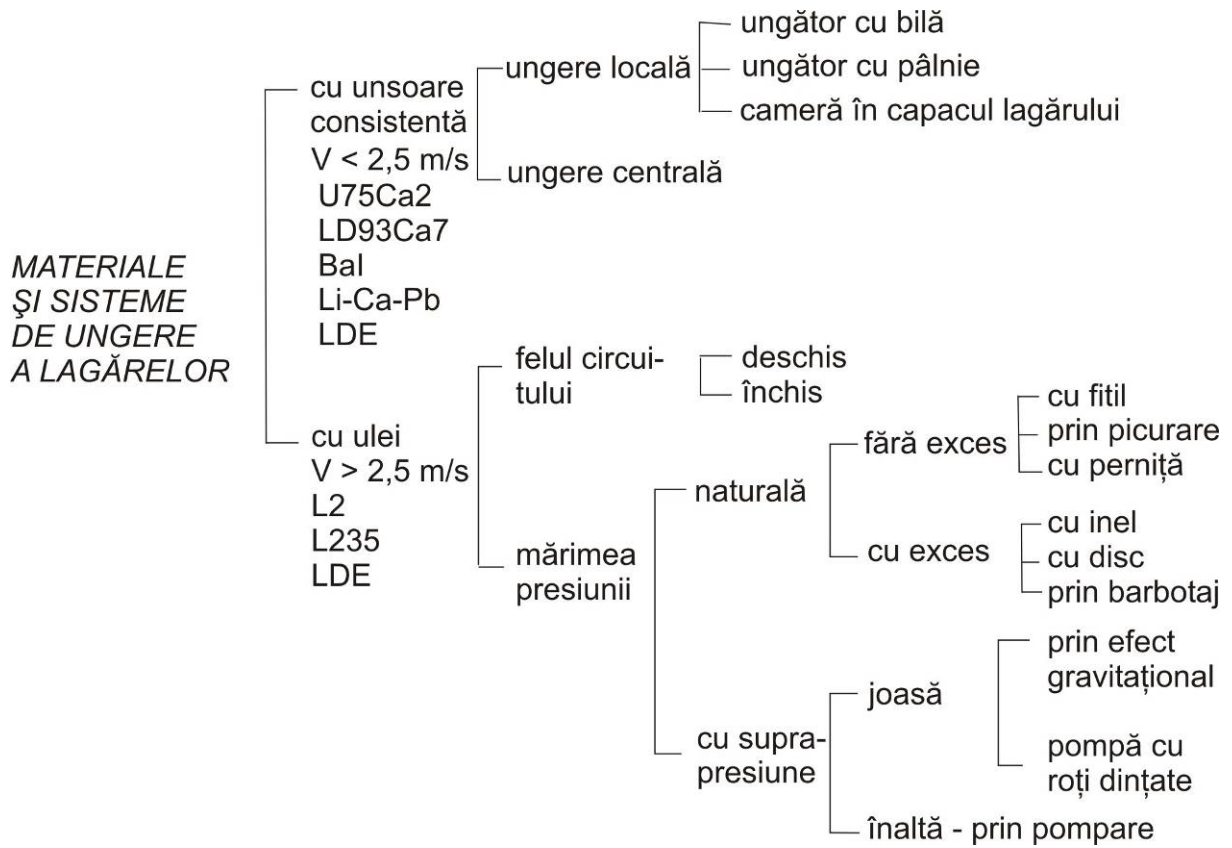 MATERIALE
ŞI SISTEME
DE UNGERE
A LAGĂRELOR
cu unsoare
consistentă
V < 2,5 m/s
U75Ca2
LD93Ca7
Bal
Li-Ca-Pb
LDE
ungere locală
ungător cu bilă
ungător cu pâlnie
cameră în capacul lagărului
ungere centrală
cu ulei
V > 2,5 m/s
L2
L235
LDE
felul circui-
tului
deschis
închis
mărimea
presiunii
naturală
fără exces
cu fitil
prin picurare
cu perniță
cu exces
cu inel
cu disc
prin barbotaj
cu supra-
presiune
joasă
prin efect
gravitațional
pompă cu
roți dințate
înaltă - prin pompare